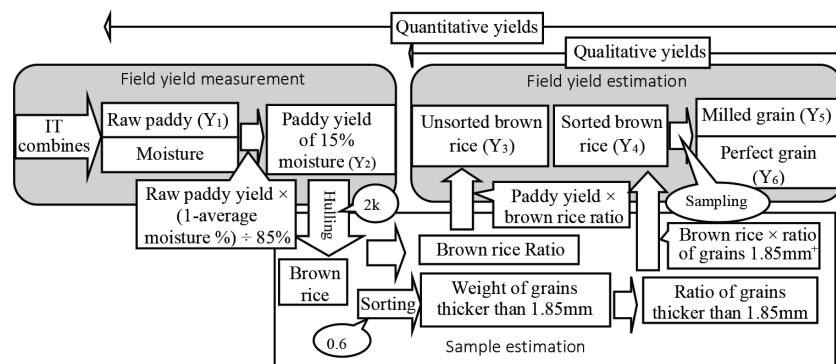 Quantitative yields
Qualitative yields
Field yield measurement
Field yield estimation
IT
combines
Raw paddy (Y₁)
Moisture
Paddy yield
of 15%
moisture (Y₂)
Unsorted brown
rice (Y₃)
Sorted brown
rice (Y₄)
Milled grain (Y₅)
Perfect grain
(Y₆)
Raw paddy yield ×
(1-average
moisture %) ÷ 85%
Hulling
2k
Paddy yield ×
brown rice ratio
Sampling
Brown rice × ratio
of grains 1.85mm⁺
Brown
rice
Brown rice Ratio
Sorting
0.6
Weight of grains
thicker than 1.85mm
Ratio of grains
thicker than 1.85mm
Sample estimation